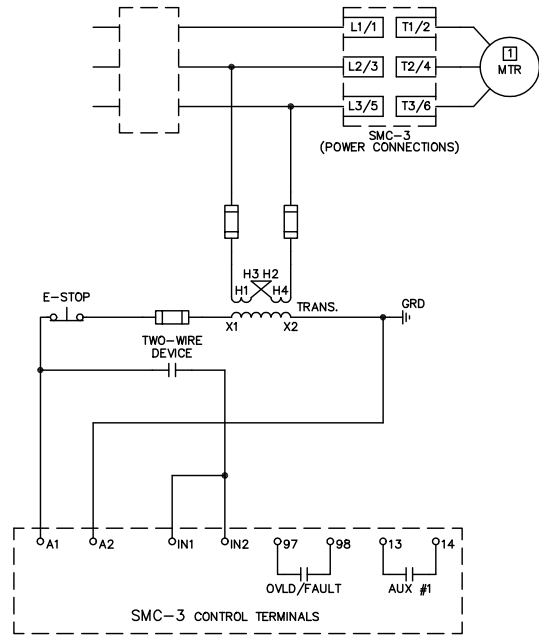 L1/1 T1/2
1
L2/3 T2/4 MTR
L3/5 T3/6
SMC-3
(POWER CONNECTIONS)
H3 H2
H1 H4
E-STOP
TRANS.
GRD
X1 X2
TWO-WIRE
DEVICE
A1 A2 IN1 IN2 97 98 13 14
OVLD/FAULT AUX #1
SMC-3 CONTROL TERMINALS